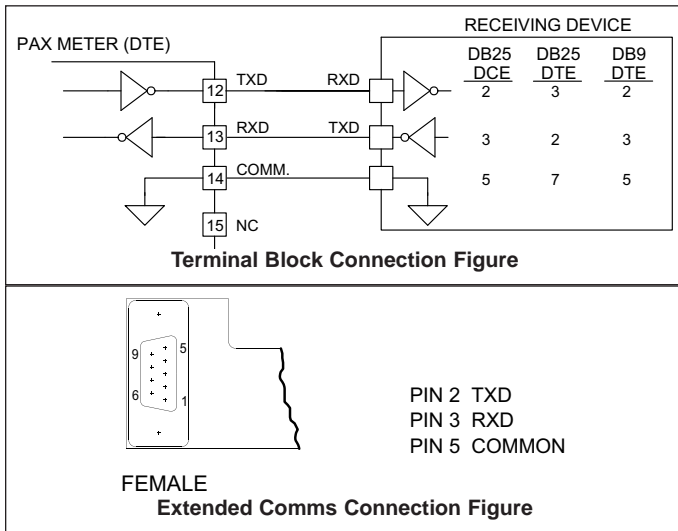 RECEIVING DEVICE
PAX METER (DTE)
DB25 DB25 DB9
DCE DTE DTE
12 TXD RXD 2 3 2
13 RXD TXD 3 2 3
14 COMM. 5 7 5
15 NC
Terminal Block Connection Figure
9 5
6 1
PIN 2 TXD
PIN 3 RXD
PIN 5 COMMON
FEMALE
Extended Comms Connection Figure